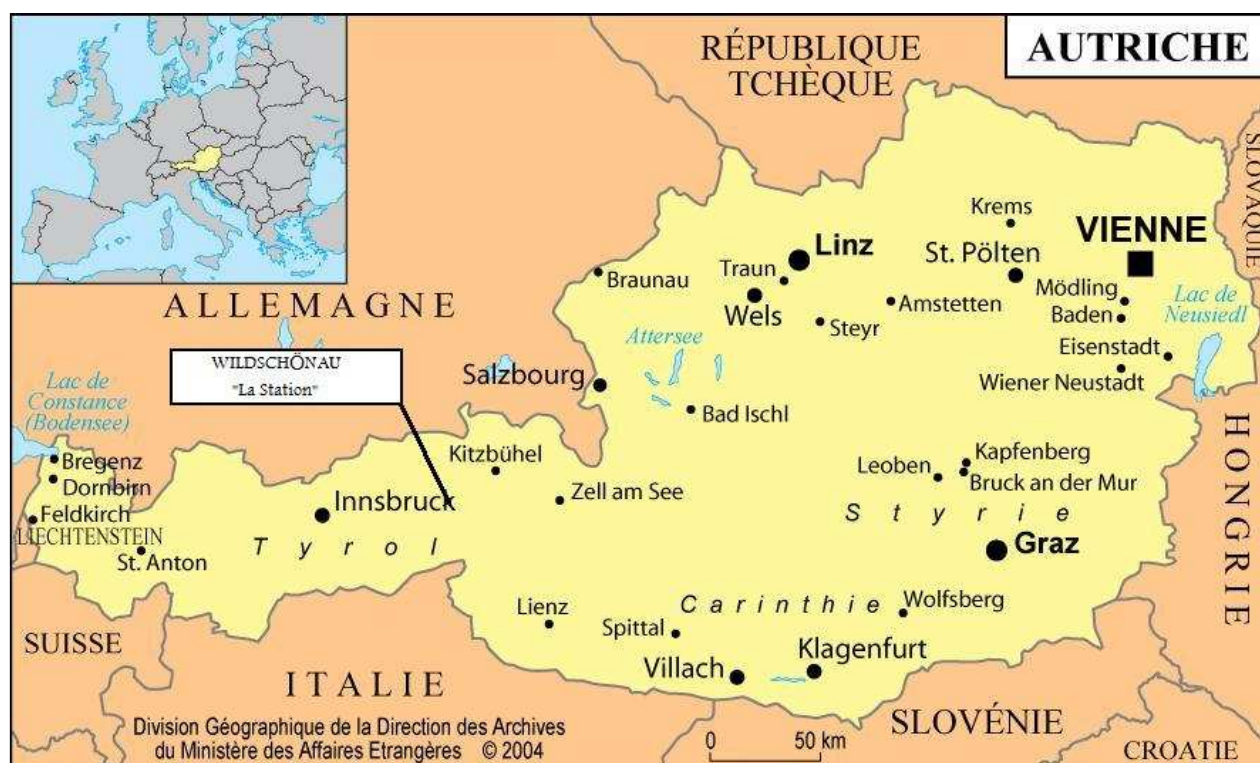 AUTRICHE
RÉPUBLIQUE
TCHÈQUE
SLOVAQUIE
Krems
VIENNE
Linz
St. Pölten
Traun
Braunau
ALLEMAGNE
Wels
Amstetten
Mödling
Lac de
Neusiedl
Baden
Steyr
Attersee
Eisenstadt
WILDSCHÖNAU
"La Station"
Salzbourg
Wiener Neustadt
Lac de
Constance
(Bodensee)
Bad Ischl
HONGRIE
Kitzbühel
Kapfenberg
Leoben
Bruck an der Mur
Bregenz
Dornbirn
Zell am See
Innsbruck
Feldkirch
LIECHTENSTEIN
Styrie
Tyrol
Graz
St. Anton
Carinthie
Wolfsberg
Lienz
Spittal
SUISSE
Klagenfurt
Villach
ITALIE
SLOVÉNIE
Division Géographique de la Direction des Archives
du Ministère des Affaires Etrangères © 2004
0 50 km
CROATIE